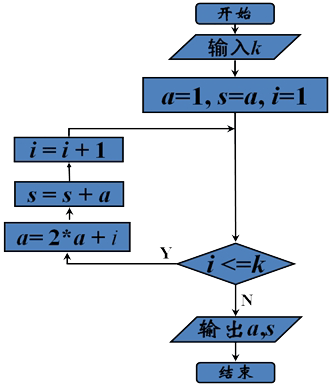 开始
输入k
a=1, s=a, i=1
i = i + 1
s = s + a
a= 2*a + i
Y
i <=k
N
输出a,s
结束